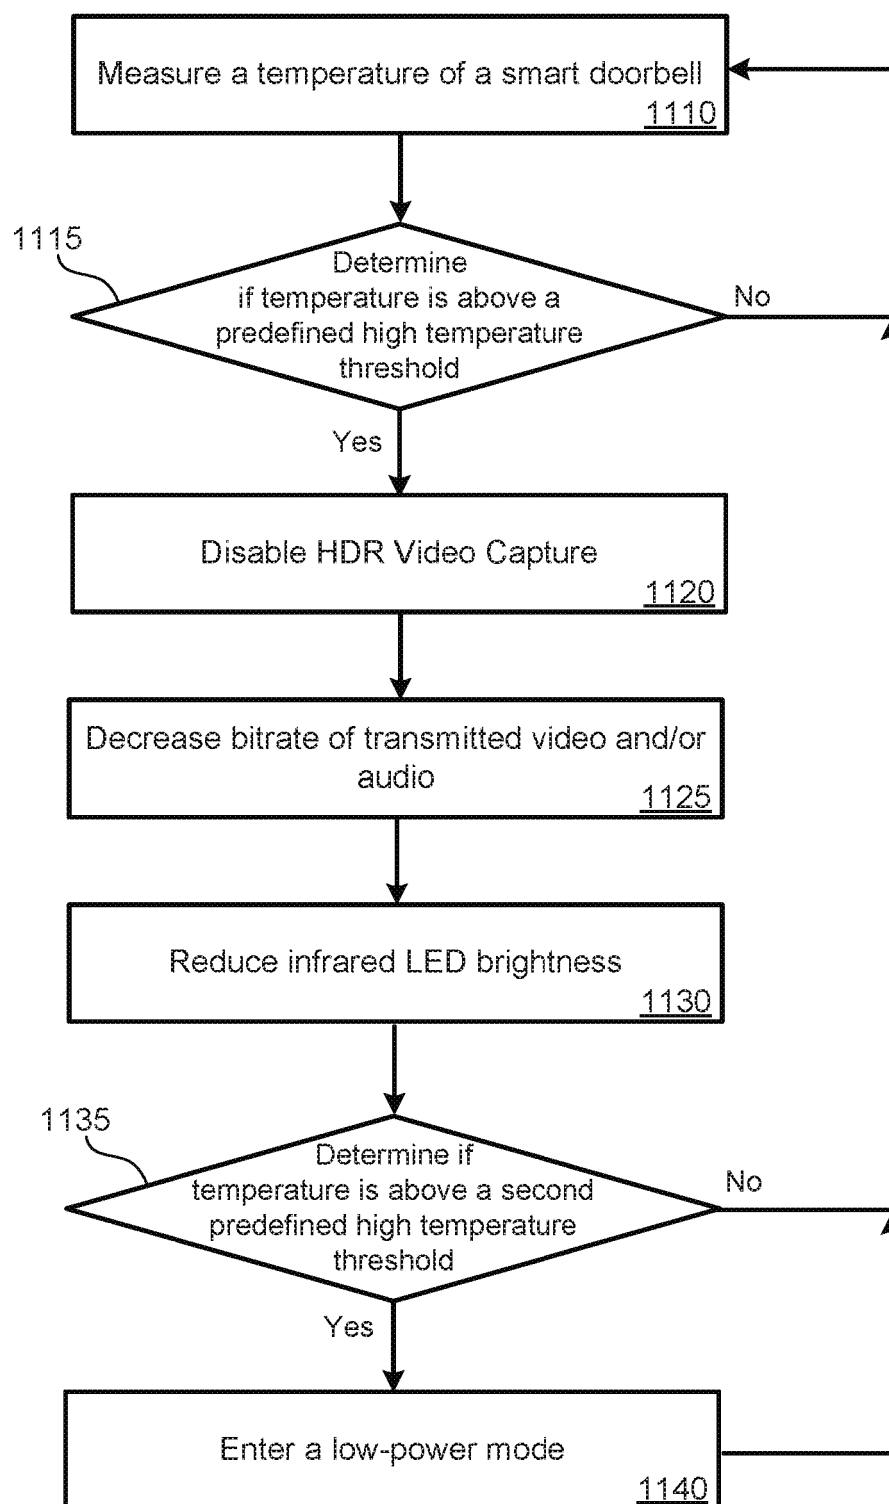 Measure a temperature of a smart doorbell
1110
1115
Determine
if temperature is above a
predefined high temperature
threshold
No
Yes
Disable HDR Video Capture
1120
Decrease bitrate of transmitted video and/or
audio
1125
Reduce infrared LED brightness
1130
1135
Determine if
temperature is above a second
predefined high temperature
threshold
No
Yes
Enter a low-power mode
1140